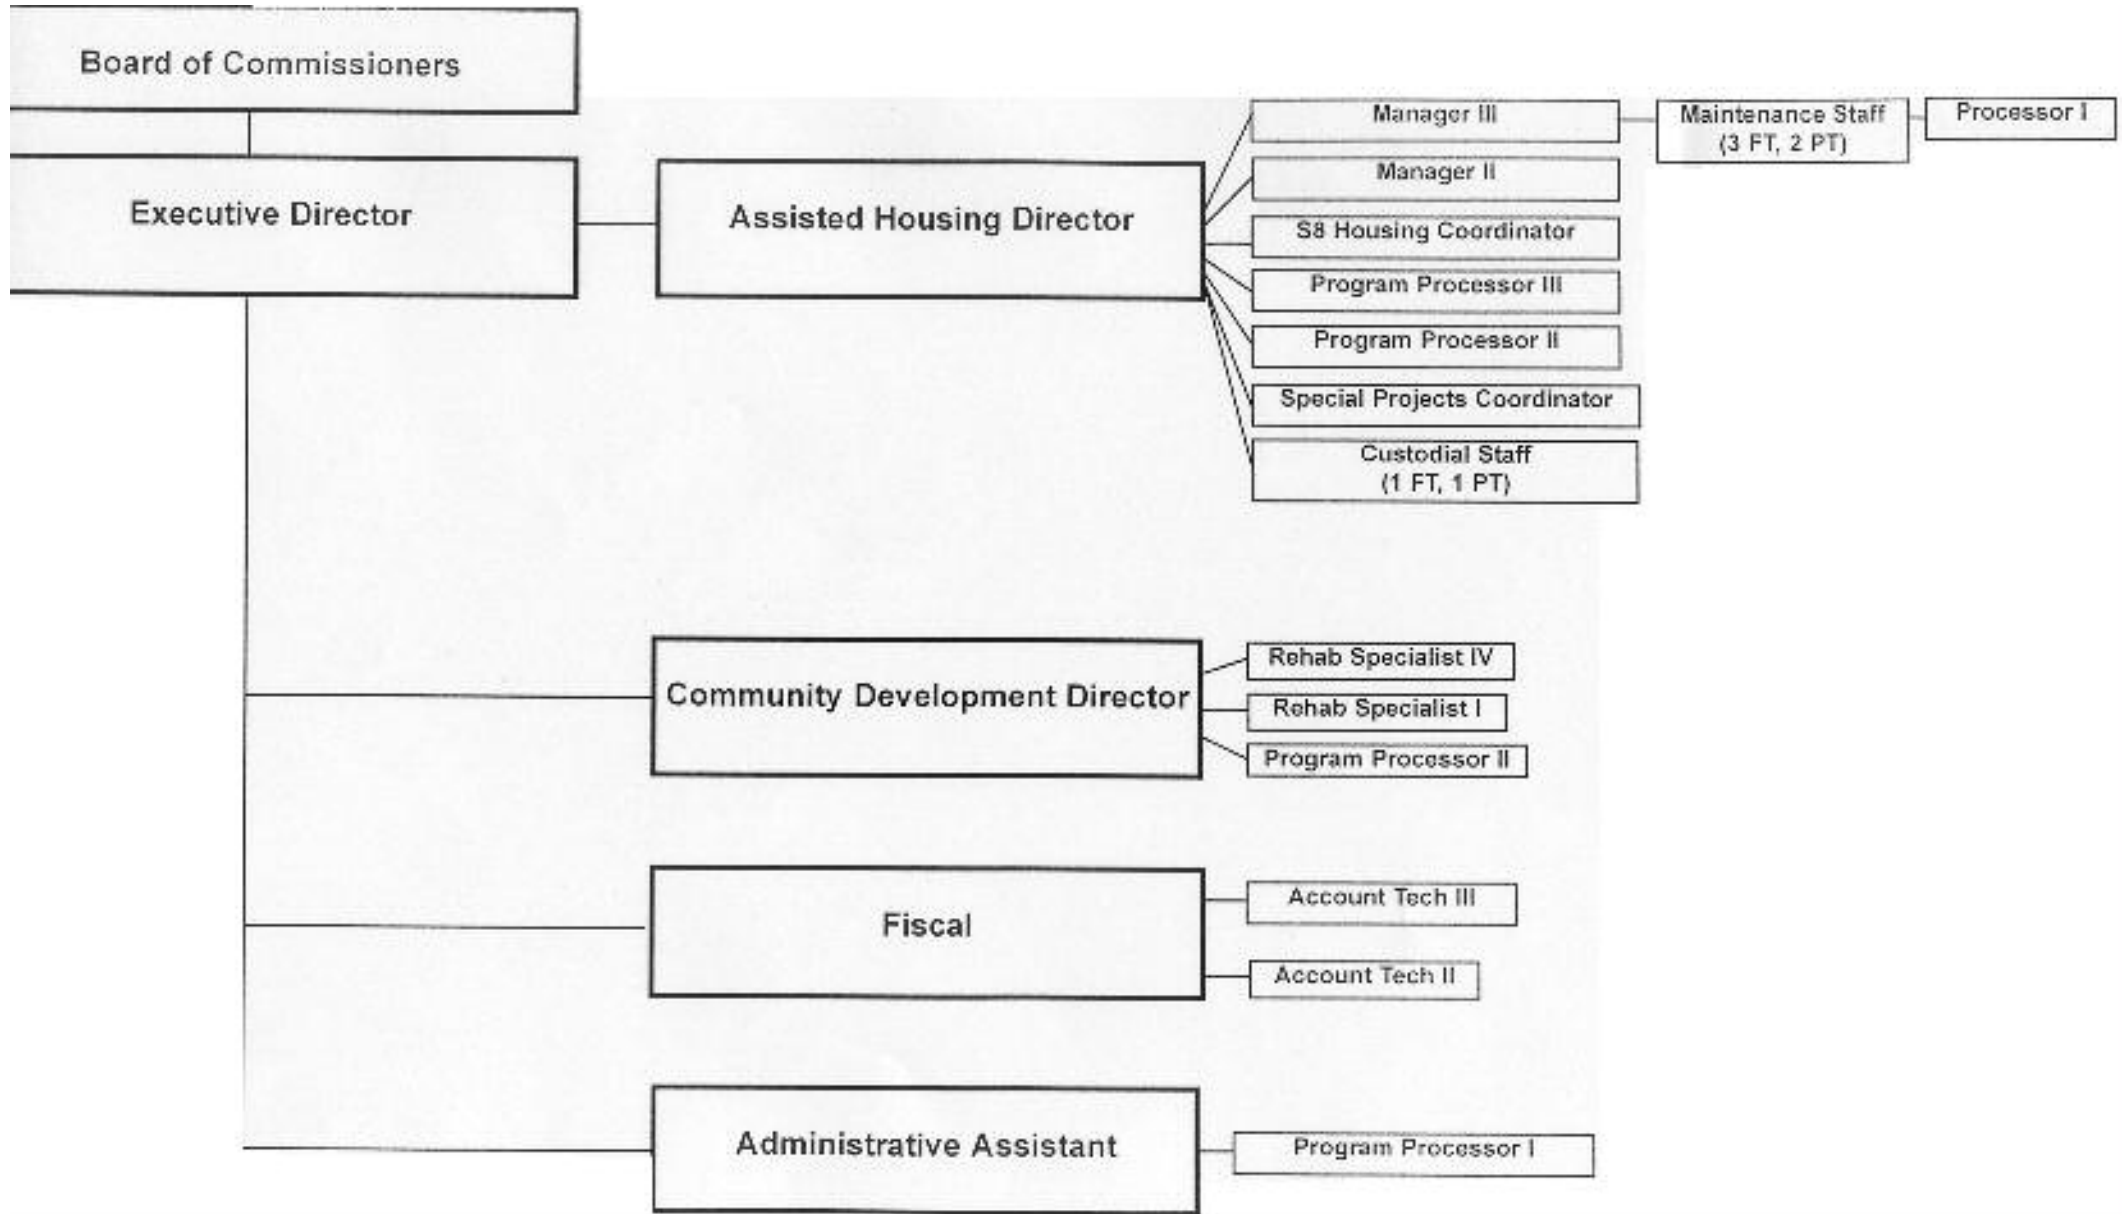 Board of Commissioners
Executive Director
Assisted Housing Director
Manager III
Maintenance Staff
(3 FT, 2 PT)
Processor I
Manager II
S8 Housing Coordinator
Program Processor III
Program Processor II
Special Projects Coordinator
Custodial Staff
(1 FT, 1 PT)
Community Development Director
Rehab Specialist IV
Rehab Specialist I
Program Processor II
Fiscal
Account Tech III
Account Tech II
Administrative Assistant
Program Processor I